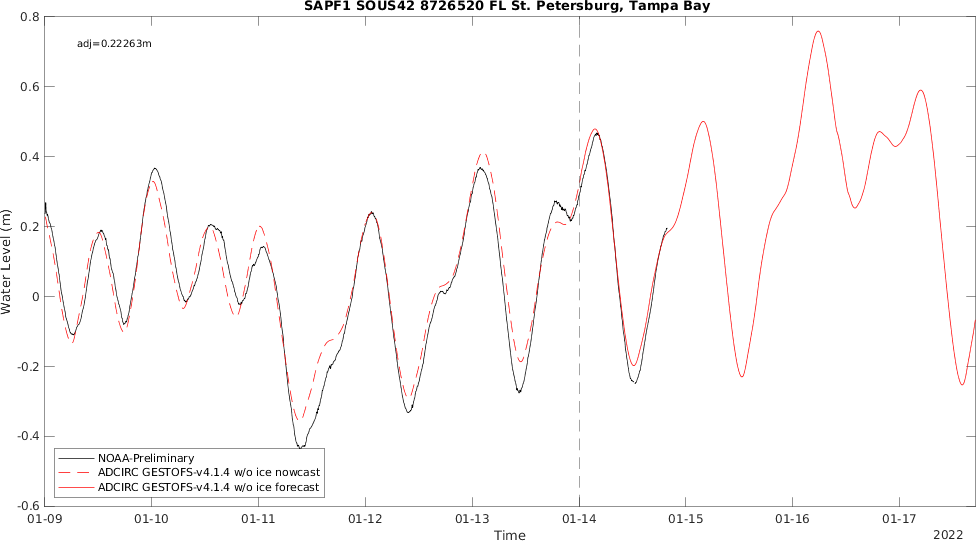 SAPF1 SOUS42 8726520 FL St. Petersburg, Tampa Bay
adj=0.22263m
0.8
0.6
0.4
0.2
0
-0.2
-0.4
-0.6
Water Level (m)
NOAA-Preliminary
ADCIRC GESTOFS-v4.1.4 w/o ice nowcast
ADCIRC GESTOFS-v4.1.4 w/o ice forecast
01-09 01-10 01-11 01-12 01-13 01-14 01-15 01-16 01-17
Time
2022